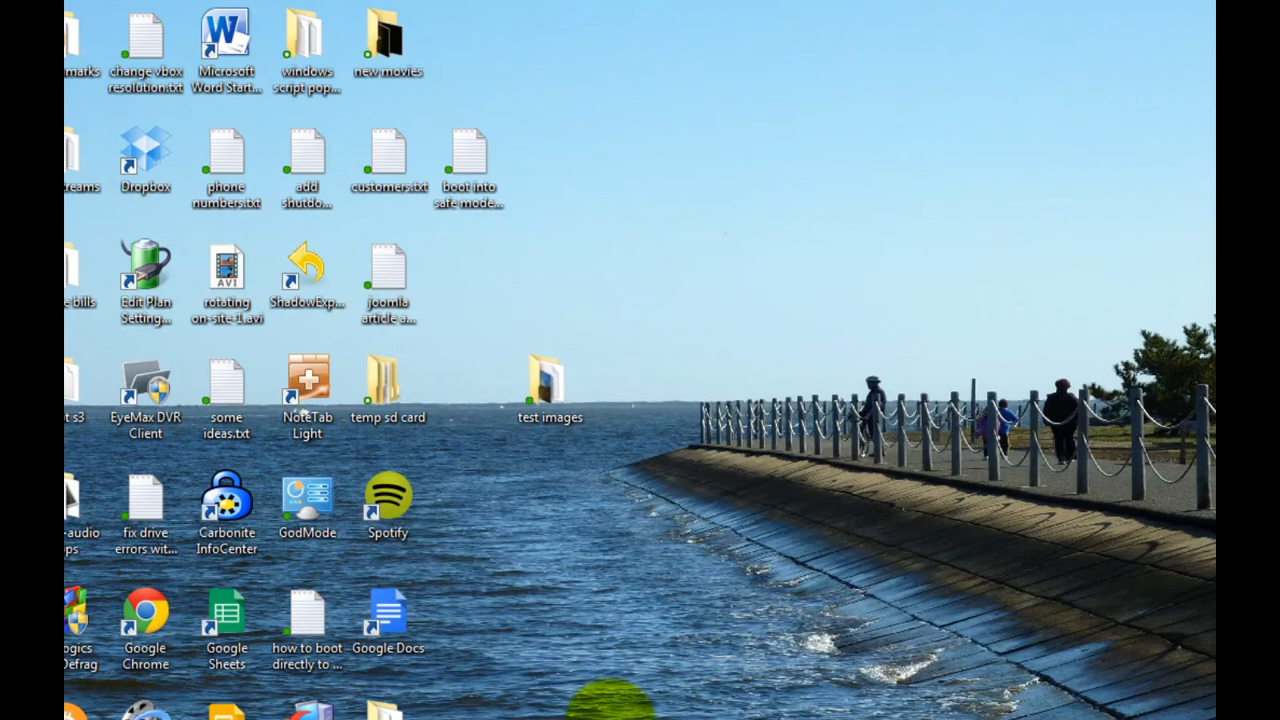 marks
change vbox
resolution.txt
W
Microsoft
Word Start...
windows
script pop...
new movies
reams
Dropbox
phone
numbers.txt
add
shutdo...
customers.txt
boot into
safe mode...
e bills
Edit Plan
Setting...
AVI
rotating
on-site-1.avi
ShadowExp...
joomla
article a...
t s3
EyeMax DVR
Client
some
ideas.txt
NoteTab
Light
temp sd card
test images
-audio
ps
fix drive
errors wit...
Carbonite
InfoCenter
GodMode
Spotify
ogics
Defrag
Google
Chrome
Google
Sheets
how to boot
directly to ...
Google Docs